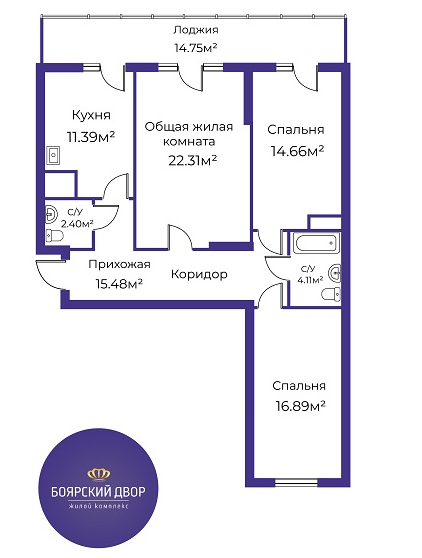 Лоджия
14.75м²
Кухня
11.39м²
Общая жилая
комната
22.31м²
Спальня
14.66м²
С/У
2.40м²
Прихожая
15.48м²
Коридор
С/У
4.11м²
Спальня
16.89м²
БОЯРСКИЙ ДВОР
ЖИЛОЙ КОМПЛЕКС